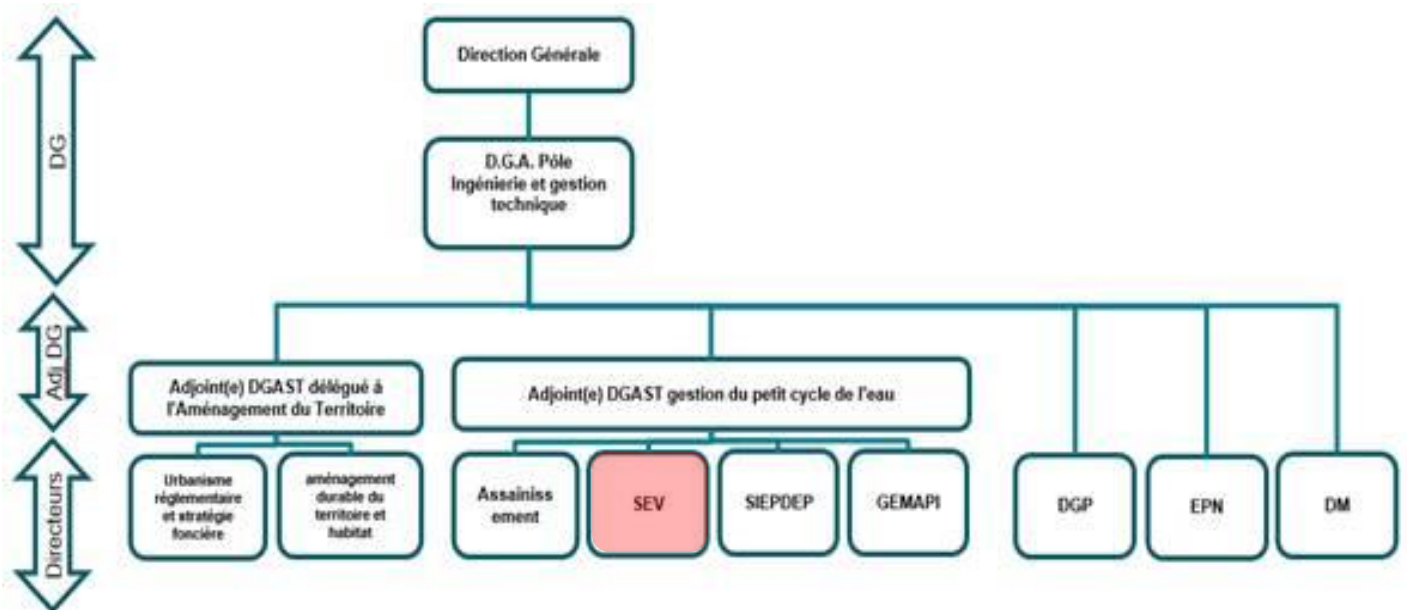 DG
Adj DG
Directeurs
Direction Générale
D.G.A. Pôle
Ingénierie et gestion
technique
Adjoint(e) DGAST délégué à
l'Aménagement du Territoire
Adjoint(e) DGAST gestion du petit cycle de l'eau
Urbanisme
réglementaire
et stratégie
foncière
aménagement
durable du
territoire et
habitat
Assainiss
ement
SEV
SIEPDEP
GEMAPI
DGP
EPN
DM